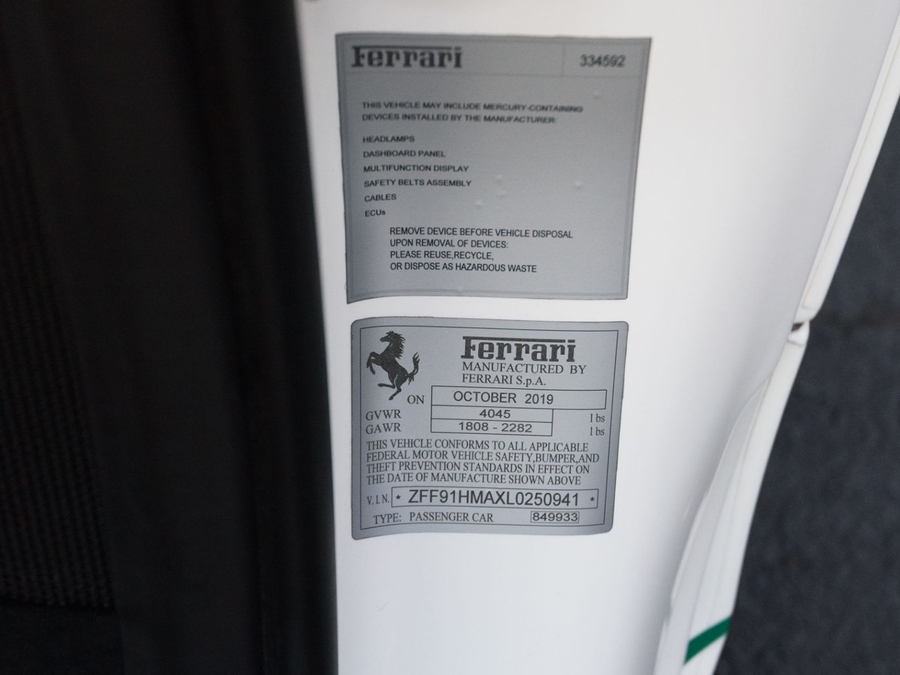 Ferrari 334592
THIS VEHICLE MAY INCLUDE MERCURY-CONTAINING
DEVICES INSTALLED BY THE MANUFACTURER:
HEADLAMPS
DASHBOARD PANEL
MULTIFUNCTION DISPLAY
SAFETY BELTS ASSEMBLY
CABLES
ECUs
REMOVE DEVICE BEFORE VEHICLE DISPOSAL
UPON REMOVAL OF DEVICES:
PLEASE REUSE,RECYCLE,
OR DISPOSE AS HAZARDOUS WASTE
Ferrari
MANUFACTURED BY
FERRARI S.p.A.
ON OCTOBER 2019
GVWR 4045 lbs
GAWR 1808 - 2282 lbs
THIS VEHICLE CONFORMS TO ALL APPLICABLE
FEDERAL MOTOR VEHICLE SAFETY,BUMPER,AND
THEFT PREVENTION STANDARDS IN EFFECT ON
THE DATE OF MANUFACTURE SHOWN ABOVE
V.I.N. * ZFF91HMAXL0250941 *
TYPE: PASSENGER CAR 849933